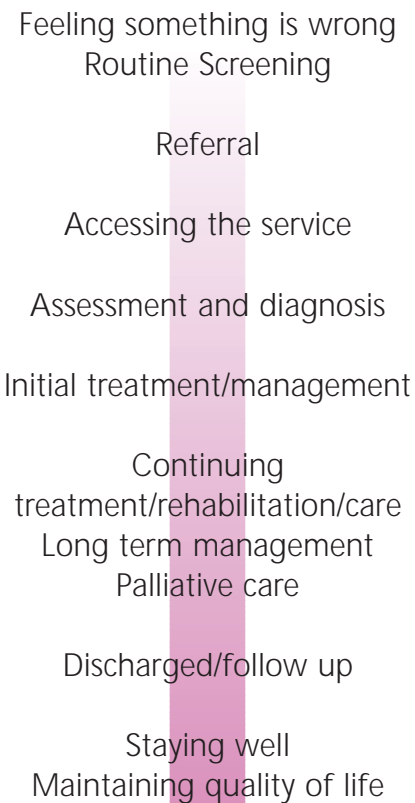 Feeling something is wrong
Routine Screening
Referral
Accessing the service
Assessment and diagnosis
Initial treatment/management
Continuing
treatment/rehabilitation/care
Long term management
Palliative care
Discharged/follow up
Staying well
Maintaining quality of life